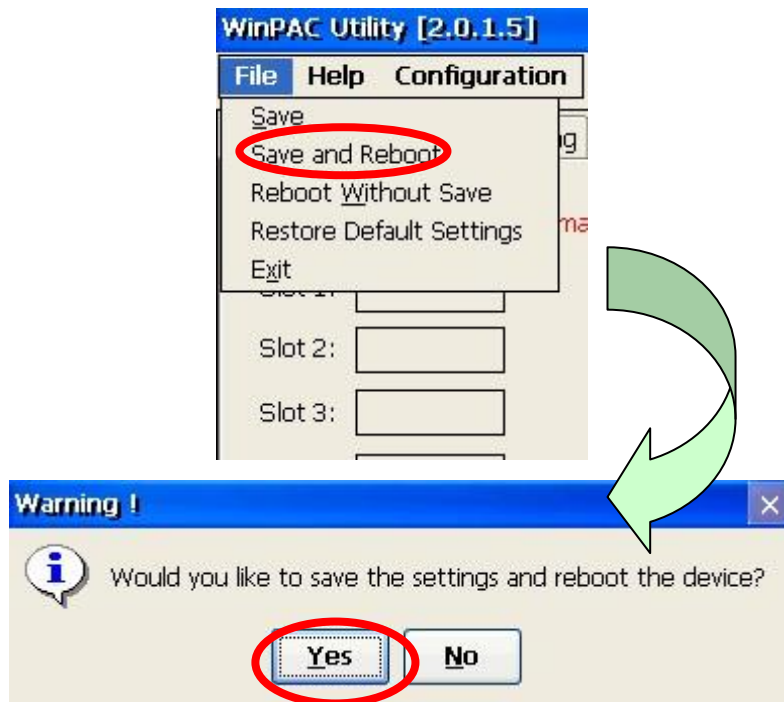 WinPAC Utility [2.0.1.5]
File Help Configuration
Save
Save and Reboot
Reboot Without Save
Restore Default Settings
Exit
Slot 2:
Slot 3:
Warning !
Would you like to save the settings and reboot the device?
Yes No